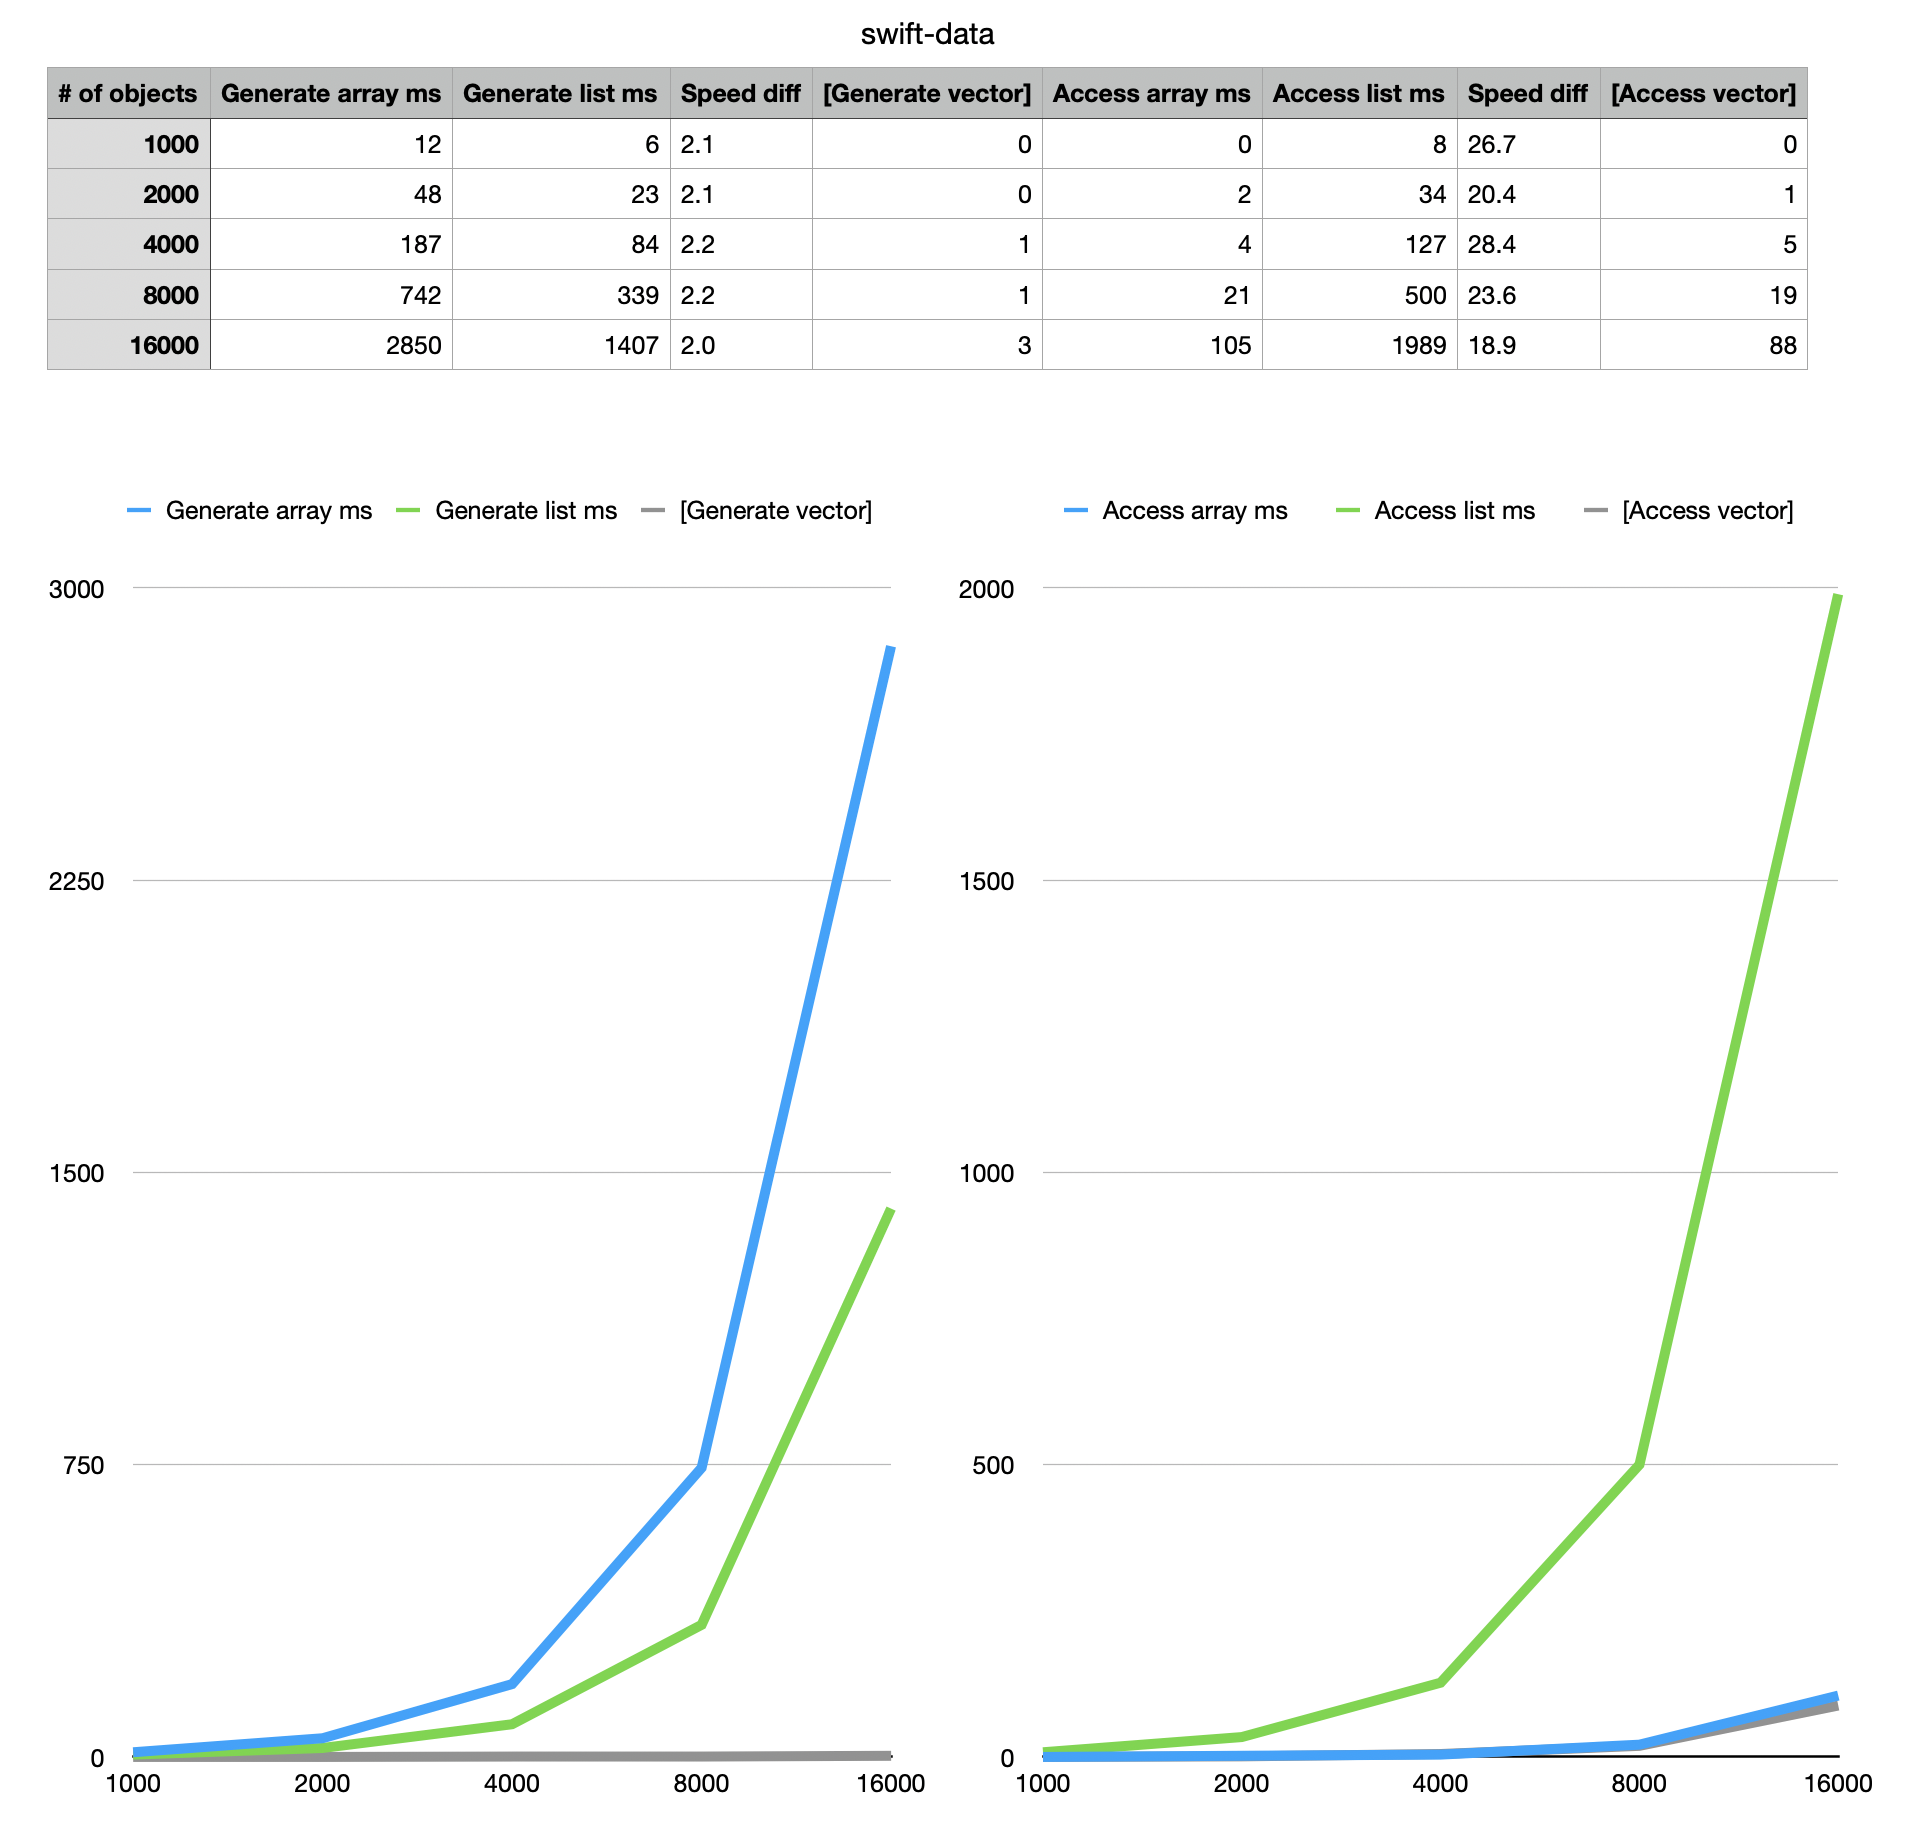 swift-data
# of objects Generate array ms Generate list ms Speed diff [Generate vector] Access array ms Access list ms Speed diff [Access vector]
1000 12 6 2.1 0 0 8 26.7 0
2000 48 23 2.1 0 2 34 20.4 1
4000 187 84 2.2 1 4 127 28.4 5
8000 742 339 2.2 1 21 500 23.6 19
16000 2850 1407 2.0 3 105 1989 18.9 88
Generate array ms Generate list ms [Generate vector]
3000
2250
1500
750
0
1000 2000 4000 8000 16000
Access array ms Access list ms [Access vector]
2000
1500
1000
500
0
1000 2000 4000 8000 16000